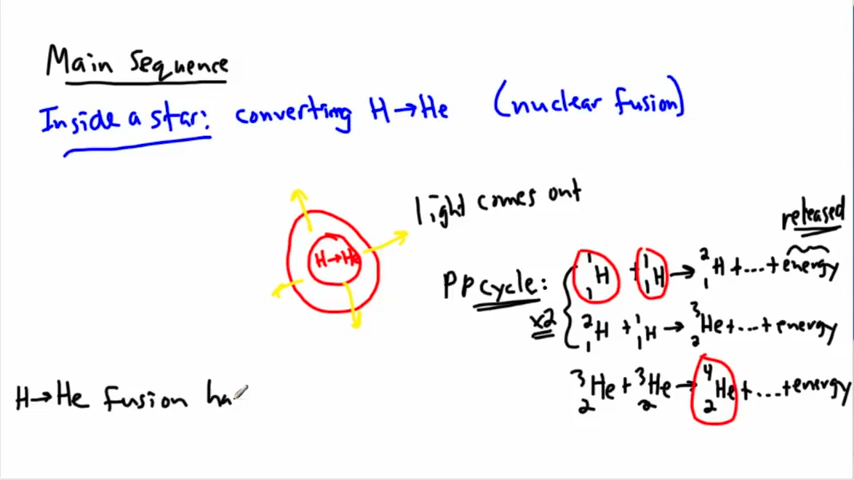 Main Sequence
Inside a star: converting H→He (nuclear fusion)
light comes out
H→He
released
PP cycle: ¹₁H + ¹₁H → ²₁H + .... + energy
x2 ²₁H + ¹₁H → ³₂He + ... + energy
³₂He + ³₂He → ⁴₂He + .... + energy
H→He fusion ha